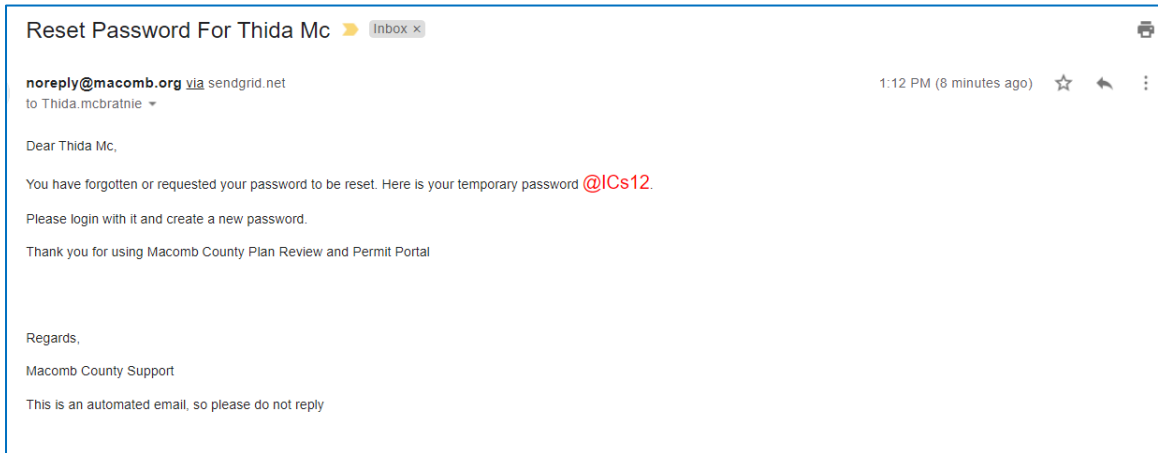 Reset Password For Thida Mc Inbox ×
noreply@macomb.org via sendgrid.net 1:12 PM (8 minutes ago)
to Thida.mcbratnie
Dear Thida Mc,
You have forgotten or requested your password to be reset. Here is your temporary password @ICs12.
Please login with it and create a new password.
Thank you for using Macomb County Plan Review and Permit Portal
Regards,
Macomb County Support
This is an automated email, so please do not reply